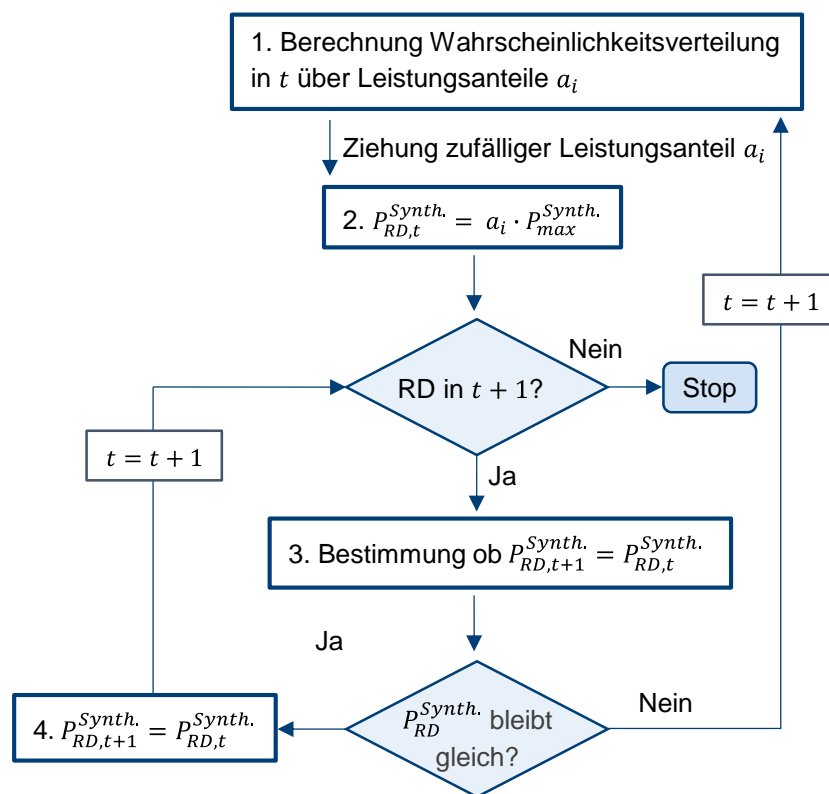 1. Berechnung Wahrscheinlichkeitsverteilung
in $t$ über Leistungsanteile $a_i$
Ziehung zufälliger Leistungsanteil $a_i$
2. $P_{RD,t}^{Synth.} = a_i \cdot P_{max}^{Synth.}$
$t = t + 1$
Nein
RD in $t + 1$?
Stop
$t = t + 1$
Ja
3. Bestimmung ob $P_{RD,t+1}^{Synth.} = P_{RD,t}^{Synth.}$
Ja
Nein
4. $P_{RD,t+1}^{Synth.} = P_{RD,t}^{Synth.}$
$P_{RD}^{Synth.}$ bleibt
gleich?